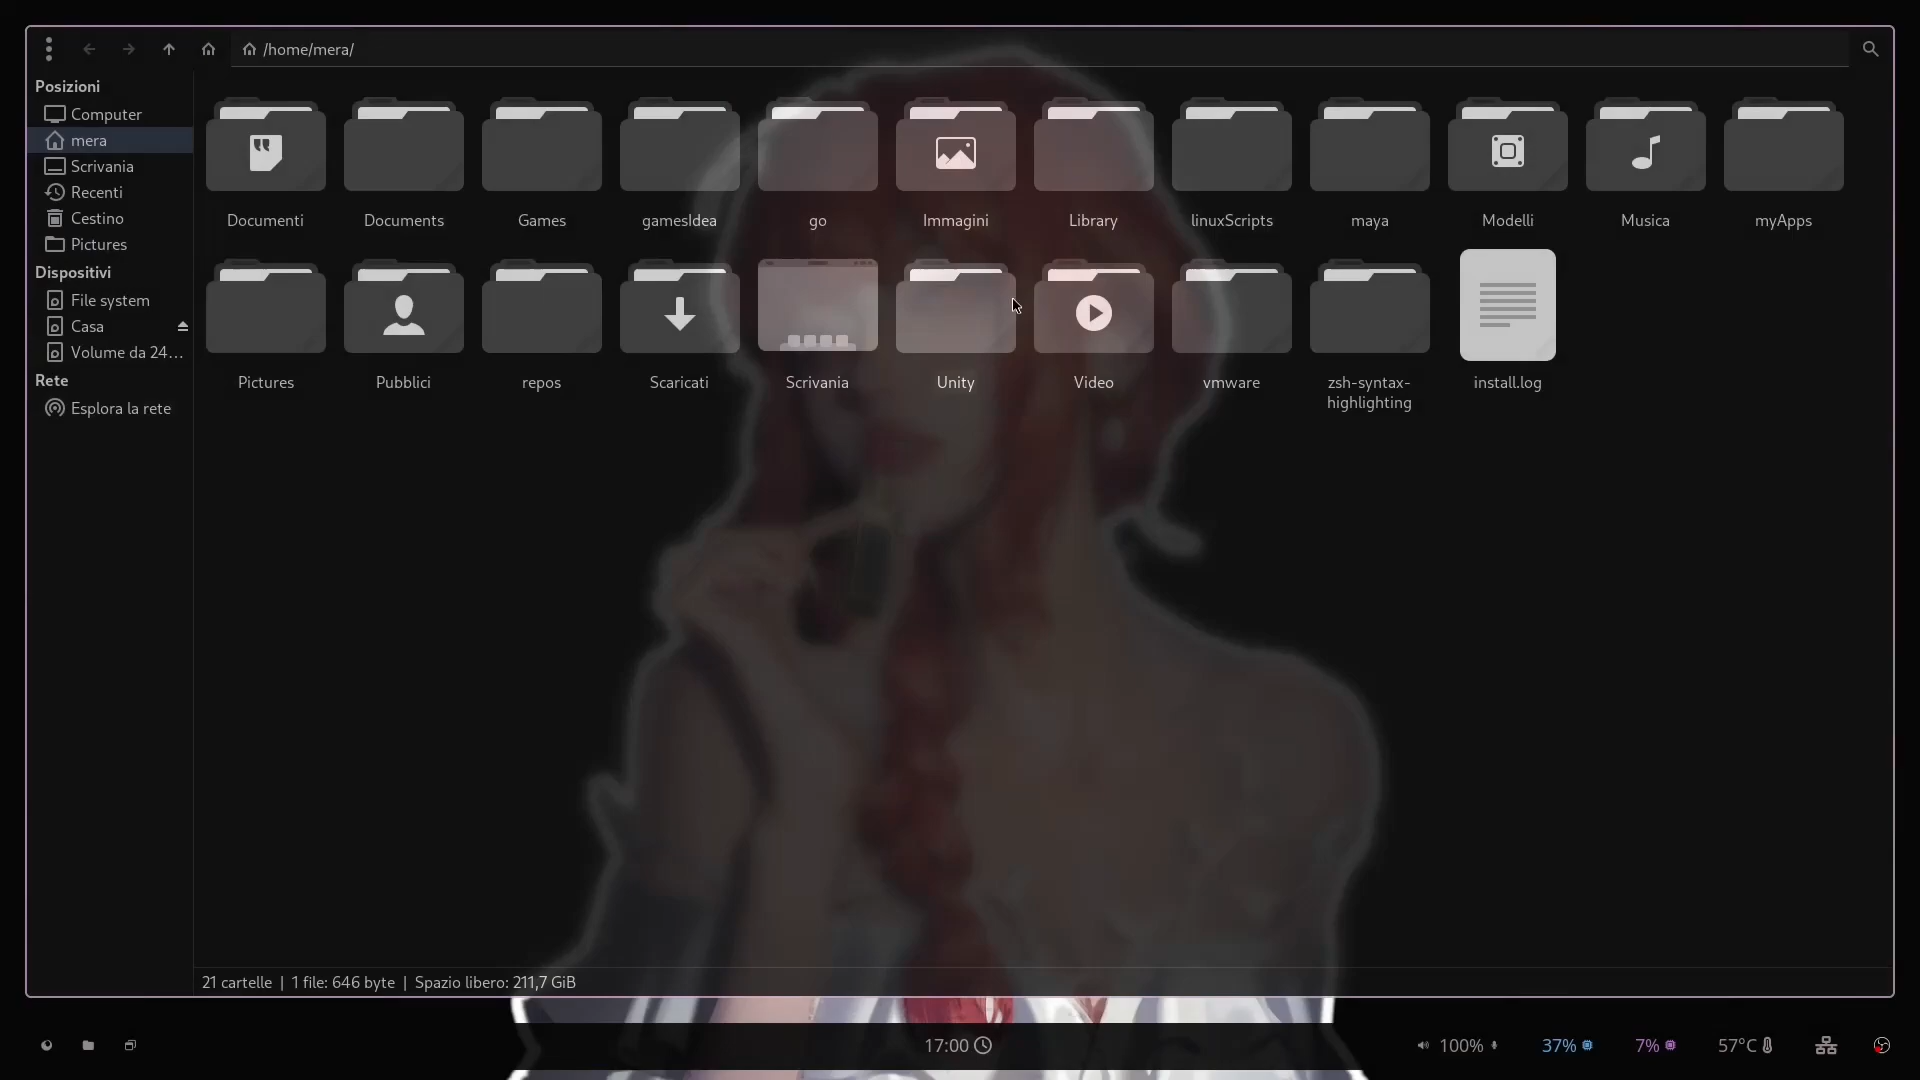 /home/mera/
Posizioni
Computer
mera
Scrivania
Recenti
Cestino
Pictures
Dispositivi
File system
Casa
Volume da 24...
Rete
Esplora la rete
Documenti
Documents
Games
gamesIdea
go
Immagini
Library
linuxScripts
maya
Modelli
Musica
myApps
Pictures
Pubblici
repos
Scaricati
Scrivania
Unity
Video
vmware
zsh-syntax-
highlighting
install.log
21 cartelle | 1 file: 646 byte | Spazio libero: 211,7 GiB
17:00
100%
37%
7%
57°C